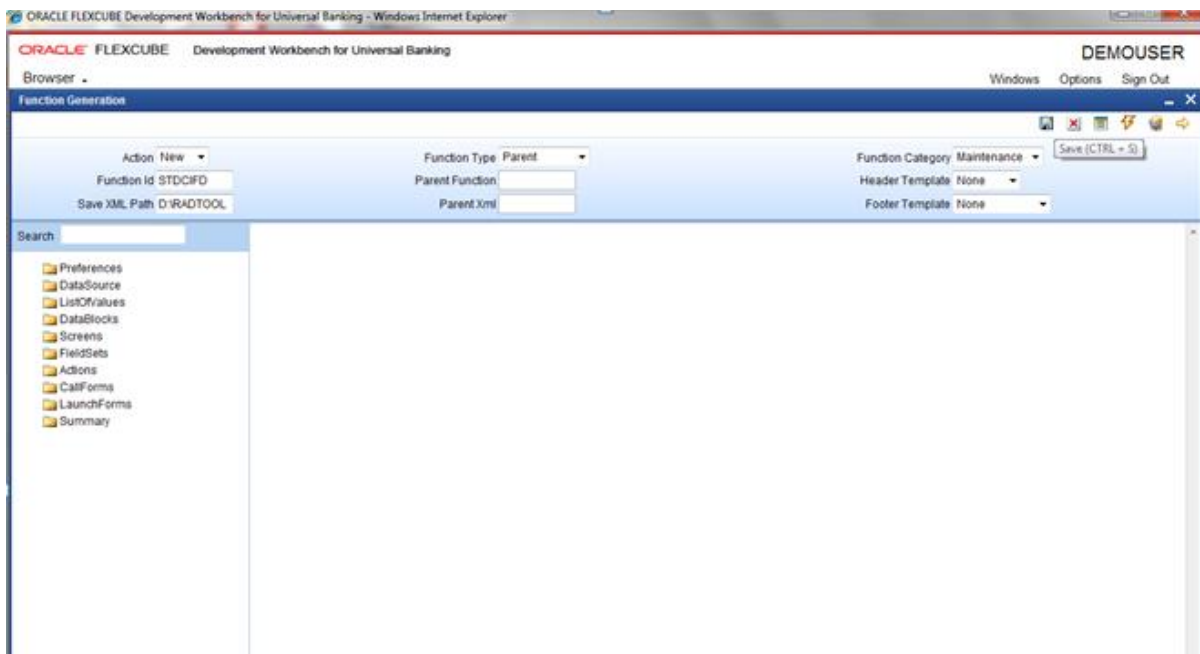 ORACLE FLEXCUBE Development Workbench for Universal Banking - Windows Internet Explorer
ORACLE FLEXCUBE Development Workbench for Universal Banking DEMOUSER
Browser Windows Options Sign Out
Function Generation
Save (CTRL + S)
Action New Function Type Parent Function Category Maintenance
Function Id STDCIFD Parent Function Header Template None
Save XML Path D:\RADTOOL Parent Xml Footer Template None
Search
Preferences
DataSource
ListOfValues
DataBlocks
Screens
FieldSets
Actions
CallForms
LaunchForms
Summary